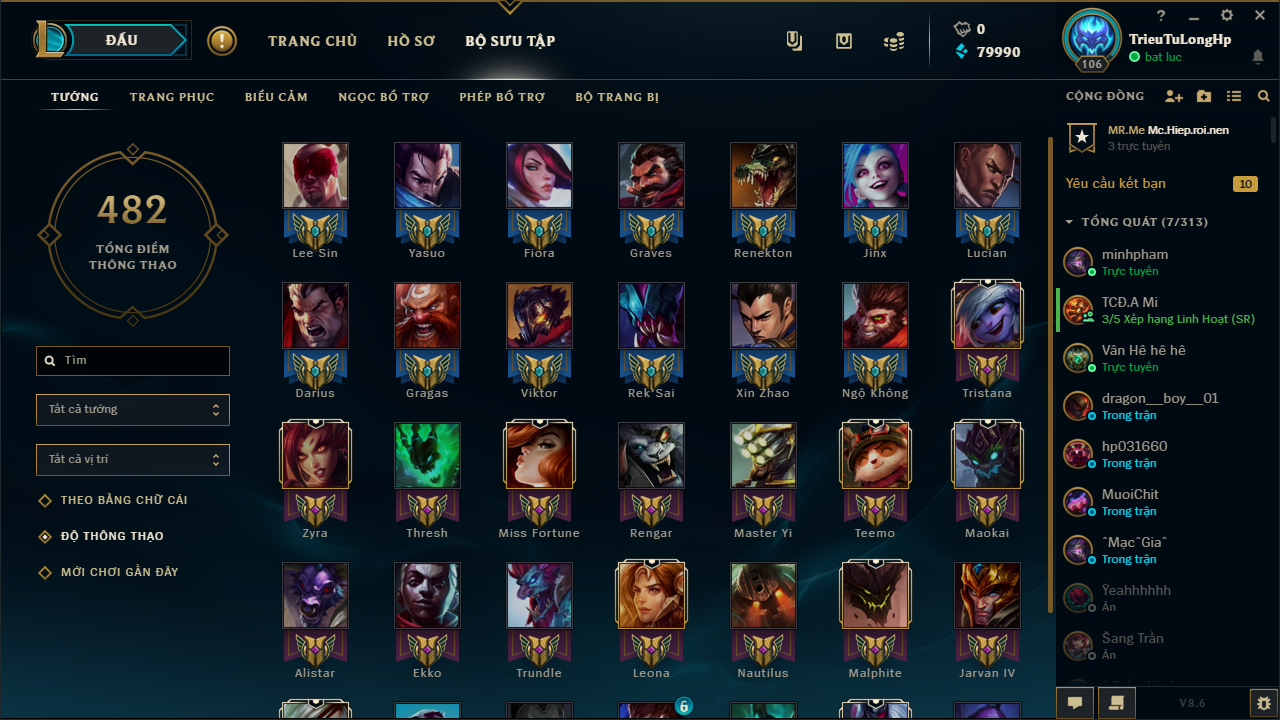 ĐẤU
TRANG CHỦ
HỒ SƠ
BỘ SƯU TẬP
0
79990
106
TrieuTuLongHp
bat luc
TƯỚNG
TRANG PHỤC
BIỂU CẢM
NGỌC BỔ TRỢ
PHÉP BỔ TRỢ
BỘ TRANG BỊ
482
TỔNG ĐIỂM
THÔNG THẠO
Tìm
Tất cả tướng
Tất cả vị trí
THEO BẢNG CHỮ CÁI
ĐỘ THÔNG THẠO
MỚI CHƠI GẦN ĐÂY
Lee Sin
Yasuo
Fiora
Graves
Renekton
Jinx
Lucian
Darius
Gragas
Viktor
Rek'Sai
Xin Zhao
Ngộ Không
Tristana
Zyra
Thresh
Miss Fortune
Rengar
Master Yi
Teemo
Maokai
Alistar
Ekko
Trundle
Leona
Nautilus
Malphite
Jarvan IV
6
CỘNG ĐỒNG
MR.Me Mc.Hiep.roi.nen
3 trực tuyến
Yêu cầu kết bạn
10
TỔNG QUÁT (7/313)
minhpham
Trực tuyến
TCĐ.A Mi
3/5 Xếp hạng Linh Hoạt (SR)
Vân Hê hê hê
Trực tuyến
dragon__boy__01
Trong trận
hp031660
Trong trận
MuoiChit
Trong trận
ˆMạcˆGiaˆ
Trong trận
Ÿeahhhhhh
Ẩn
Šang Trần
Ẩn
V8.6